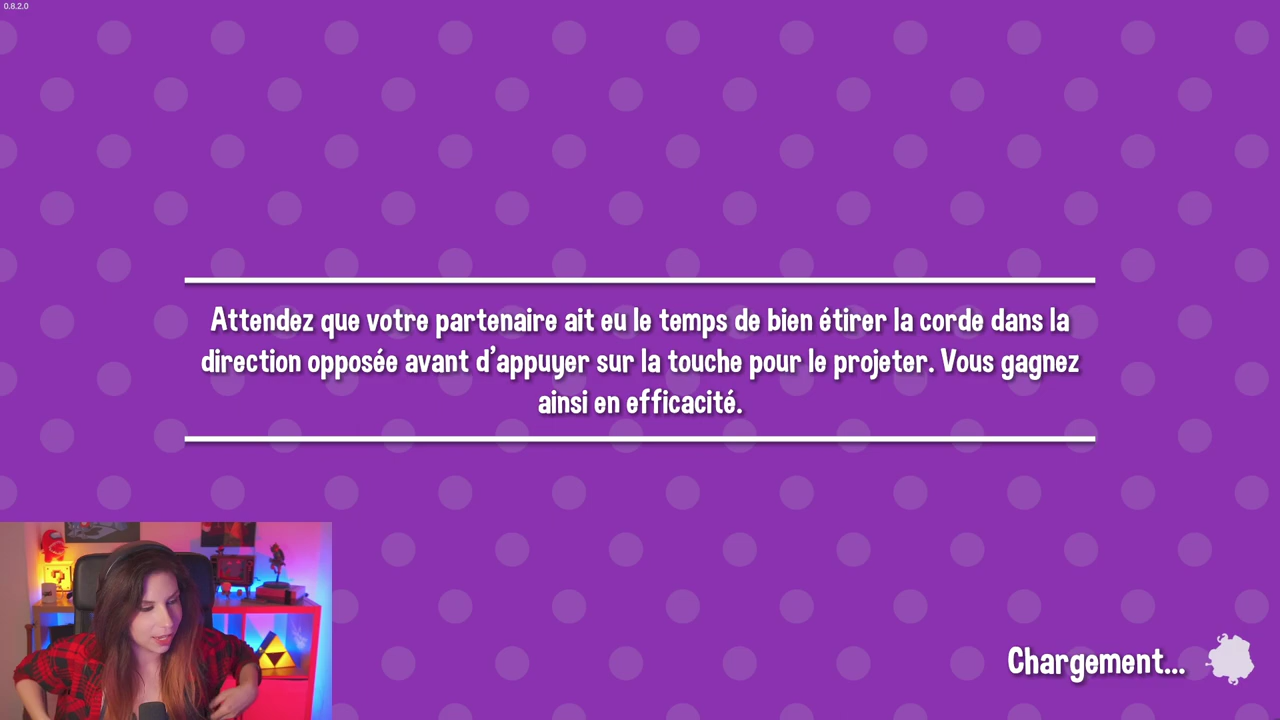 0.8.2.0
Attendez que votre partenaire ait eu le temps de bien étirer la corde dans la
direction opposée avant d’appuyer sur la touche pour le projeter. Vous gagnez
ainsi en efficacité.
Chargement...